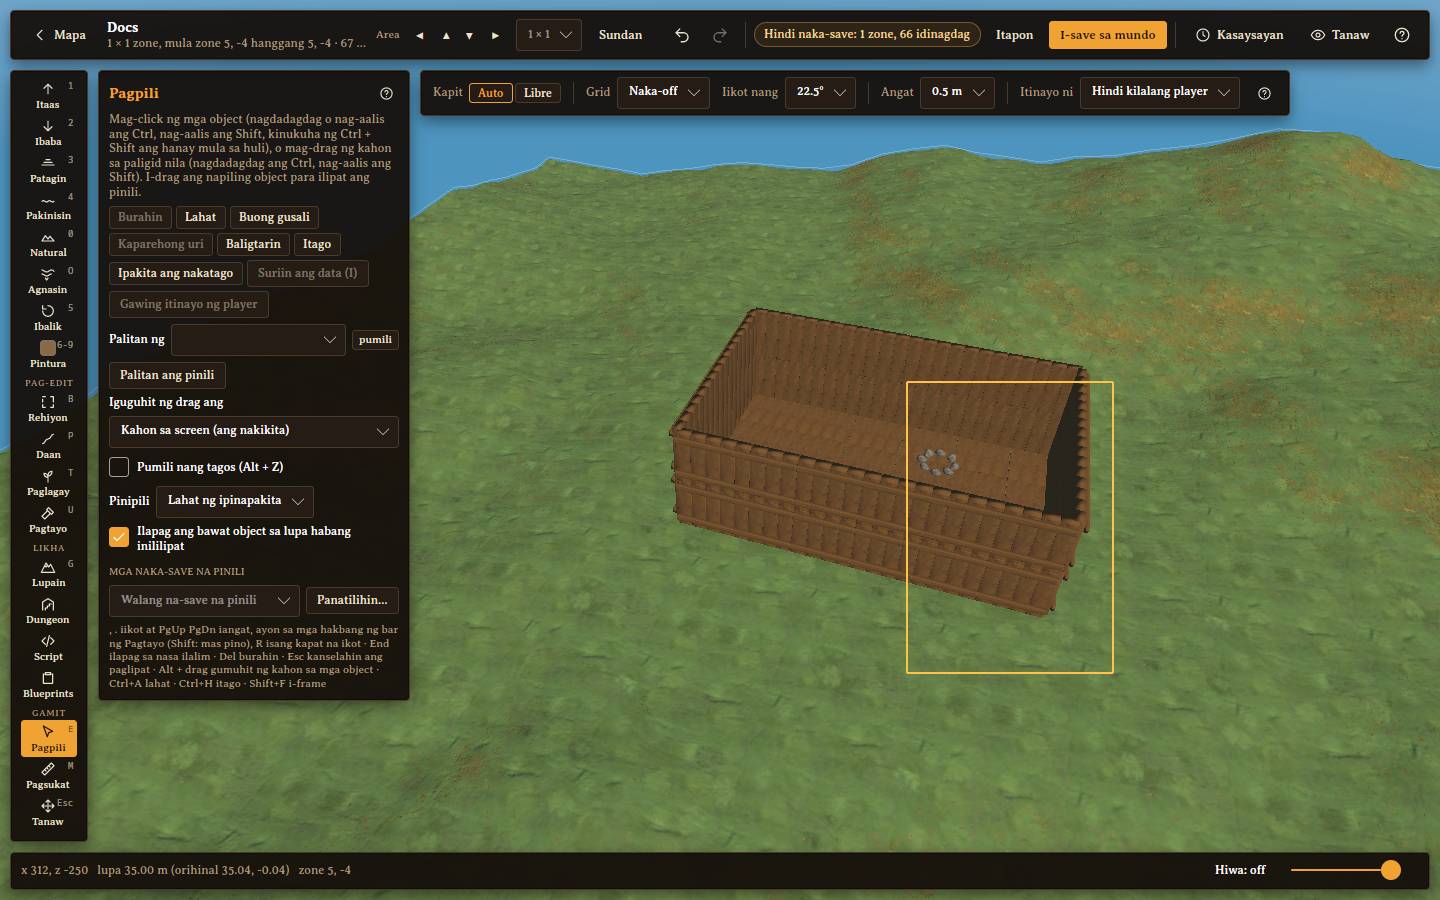 Mapa
Docs
1 × 1 zone, mula zone 5, -4 hanggang 5, -4 · 67 ...
Area
1 × 1
Sundan
Hindi naka-save: 1 zone, 66 idinagdag
Itapon
I-save sa mundo
Kasaysayan
Tanaw
1
Itaas
2
Ibaba
3
Patagin
4
Pakinisin
0
Natural
O
Agnasin
5
Ibalik
6-9
Pintura
PAG-EDIT
B
Rehiyon
P
Daan
T
Paglagay
U
Pagtayo
LIKHA
G
Lupain
Dungeon
Script
Blueprints
GAMIT
E
Pagpili
M
Pagsukat
Esc
Tanaw
Pagpili
Mag-click ng mga object (nagdadagdag o nag-aalis
ang Ctrl, nag-aalis ang Shift, kinukuha ng Ctrl +
Shift ang hanay mula sa huli), o mag-drag ng kahon
sa paligid nila (nagdadagdag ang Ctrl, nag-aalis ang
Shift). I-drag ang napiling object para ilipat ang
pinili.
Burahin
Lahat
Buong gusali
Kaparehong uri
Baligtarin
Itago
Ipakita ang nakatago
Suriin ang data (I)
Gawing itinayo ng player
Palitan ng
pumili
Palitan ang pinili
Iguguhit ng drag ang
Kahon sa screen (ang nakikita)
Pumili nang tagos (Alt + Z)
Pinipili
Lahat ng ipinapakita
Ilapag ang bawat object sa lupa habang
inililipat
MGA NAKA-SAVE NA PINILI
Walang na-save na pinili
Panatilihin...
, . iikot at PgUp PgDn iangat, ayon sa mga hakbang ng bar
ng Pagtayo (Shift: mas pino), R isang kapat na ikot · End
ilapag sa nasa ilalim · Del burahin · Esc kanselahin ang
paglipat · Alt + drag gumuhit ng kahon sa mga object ·
Ctrl+A lahat · Ctrl+H itago · Shift+F i-frame
Kapit
Auto
Libre
Grid
Naka-off
Iikot nang
22.5°
Angat
0.5 m
Itinayo ni
Hindi kilalang player
x 312, z -250 lupa 35.00 m (orihinal 35.04, -0.04) zone 5, -4
Hiwa: off